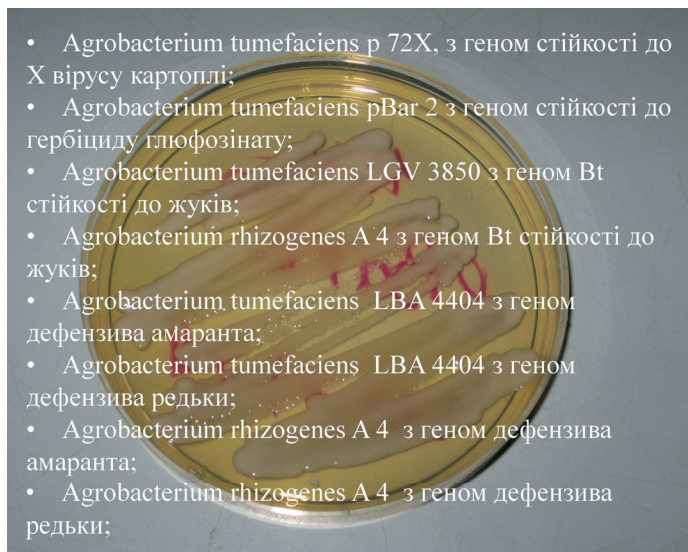 • Agrobacterium tumefaciens p 72X, з геном стійкості до
Х вірусу картоплі;
• Agrobacterium tumefaciens pBar 2 з геном стійкості до
гербіциду глюфозінату;
• Agrobacterium tumefaciens LGV 3850 з геном Bt
стійкості до жуків;
• Agrobacterium rhizogenes A 4 з геном Bt стійкості до
жуків;
• Agrobacterium tumefaciens LBA 4404 з геном
дефензива амаранта;
• Agrobacterium tumefaciens LBA 4404 з геном
дефензива редьки;
• Agrobacterium rhizogenes A 4 з геном дефензива
амаранта;
• Agrobacterium rhizogenes A 4 з геном дефензива
редьки;